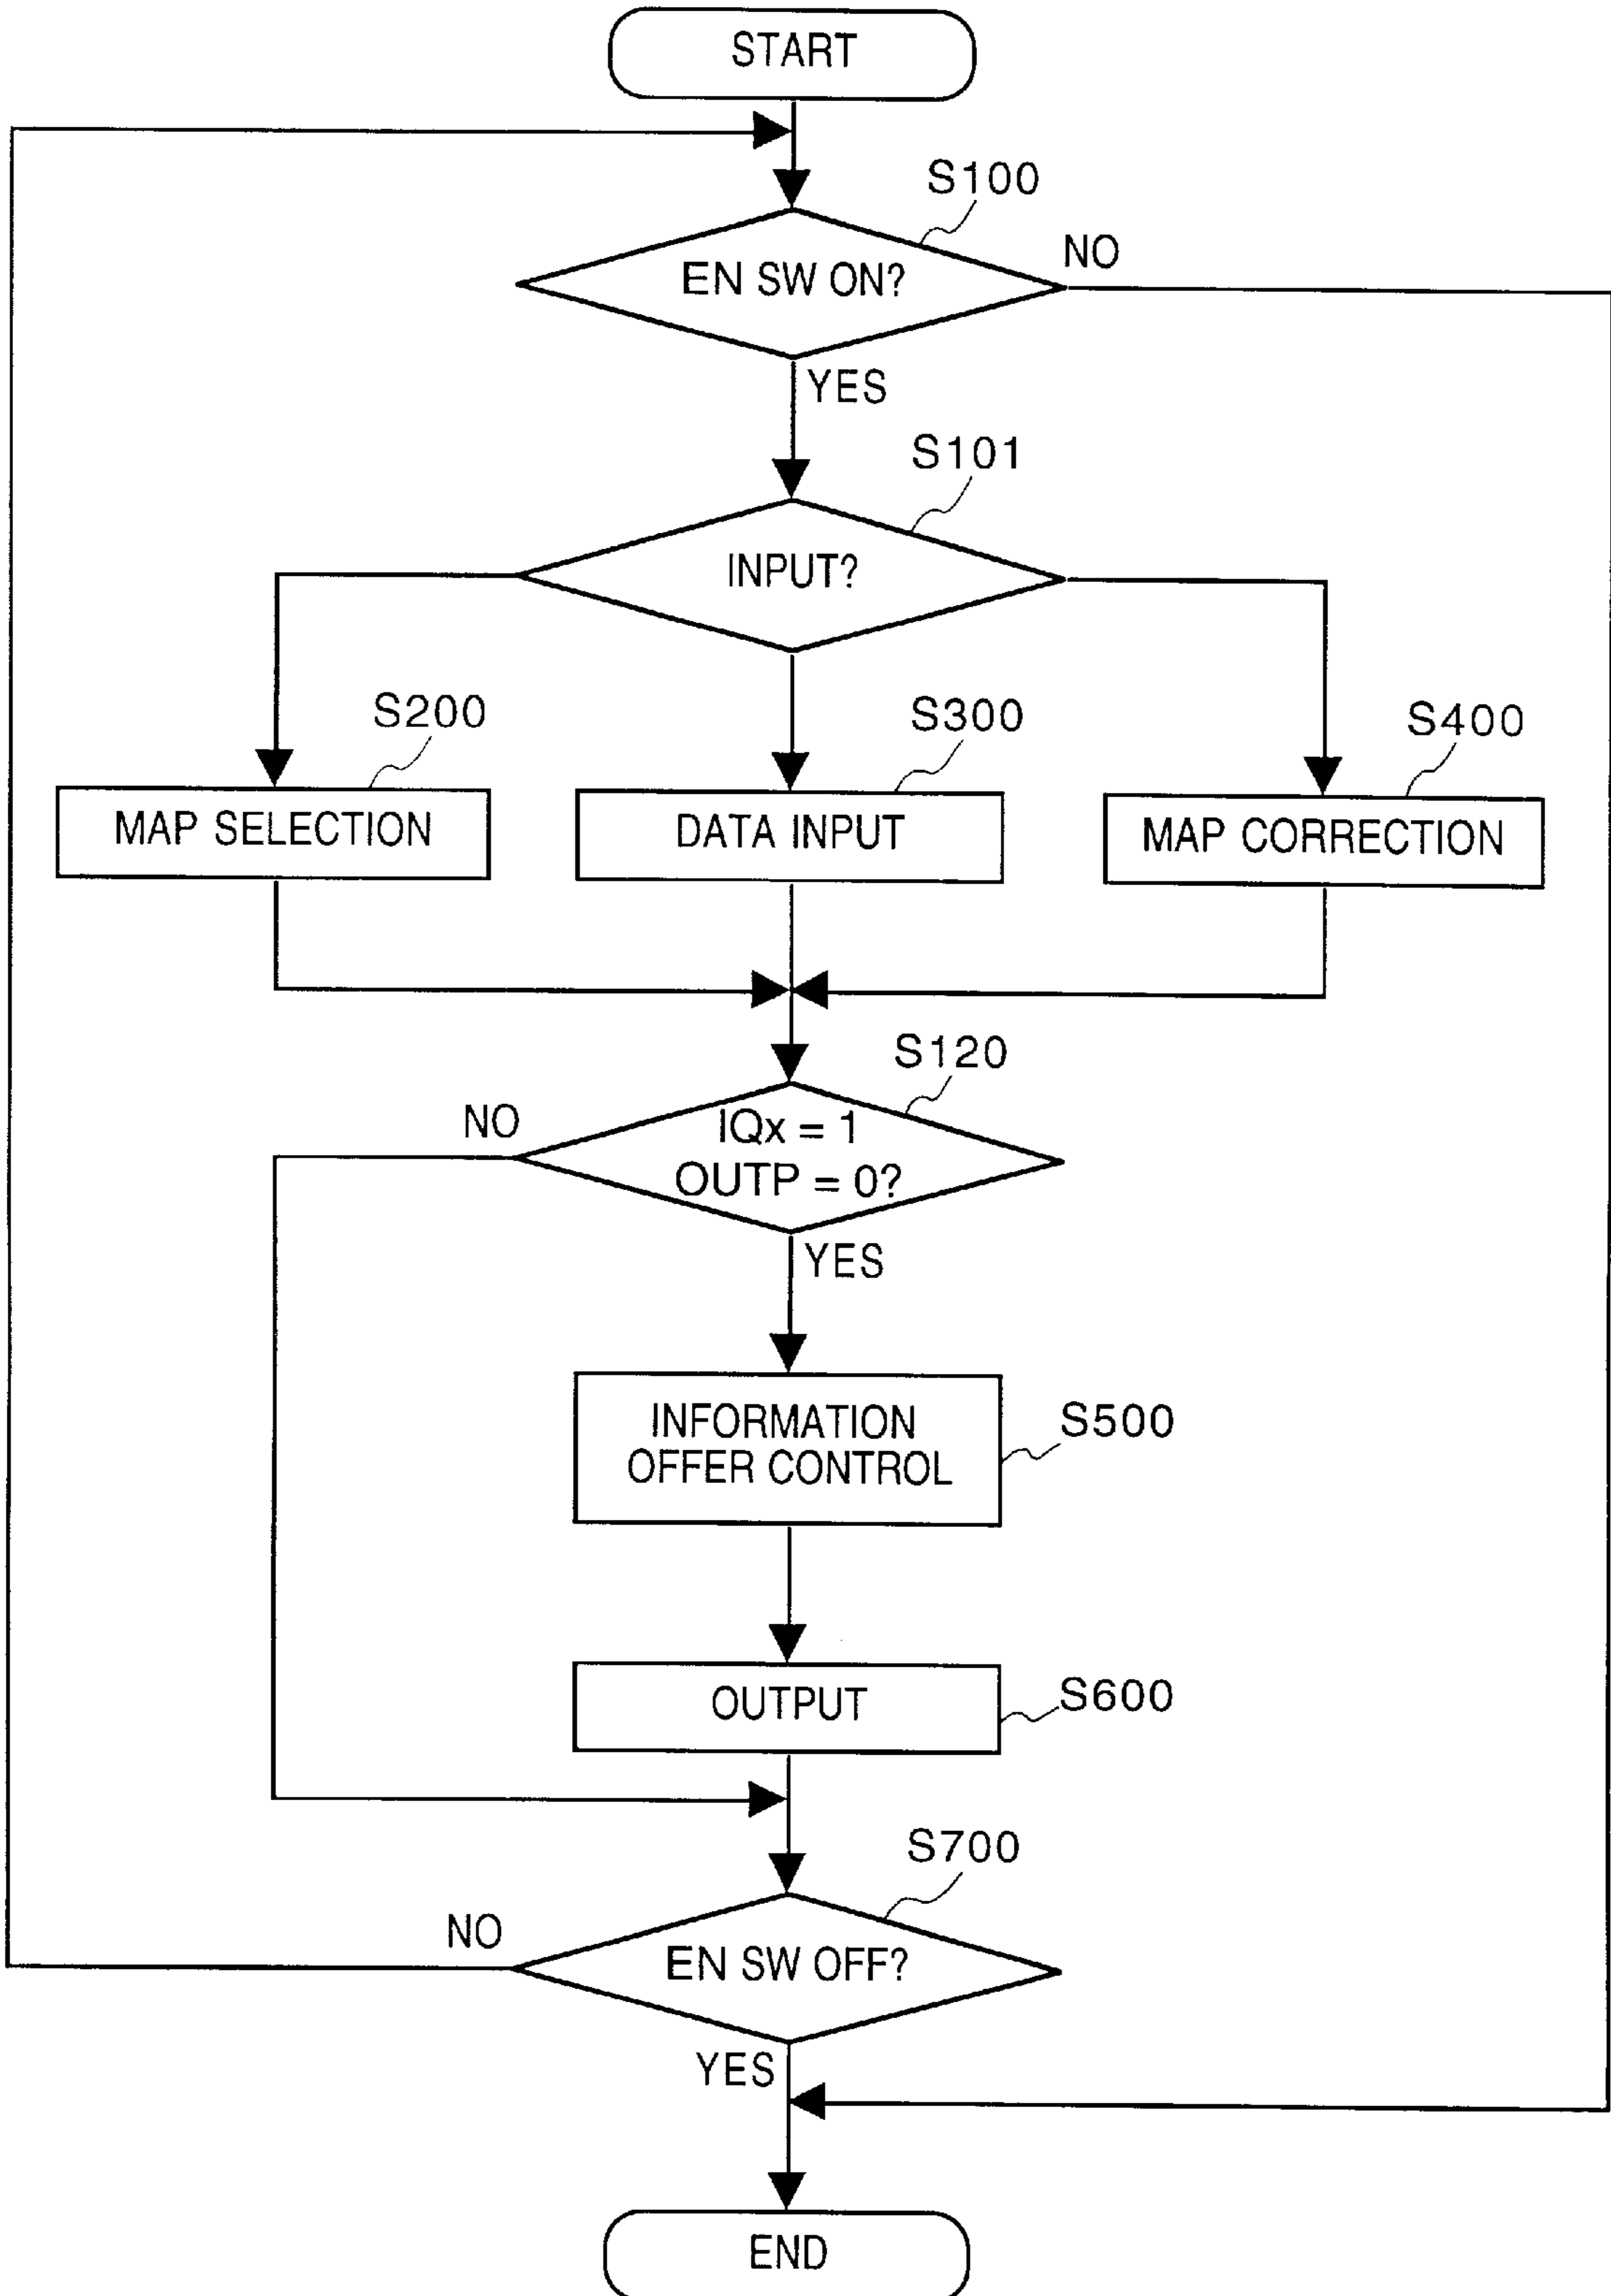 START
S100
EN SW ON?
NO
YES
S101
INPUT?
S200
S300
S400
MAP SELECTION
DATA INPUT
MAP CORRECTION
S120
NO
IQx = 1
OUTP = 0?
YES
INFORMATION
OFFER CONTROL
S500
OUTPUT
S600
S700
NO
EN SW OFF?
YES
END